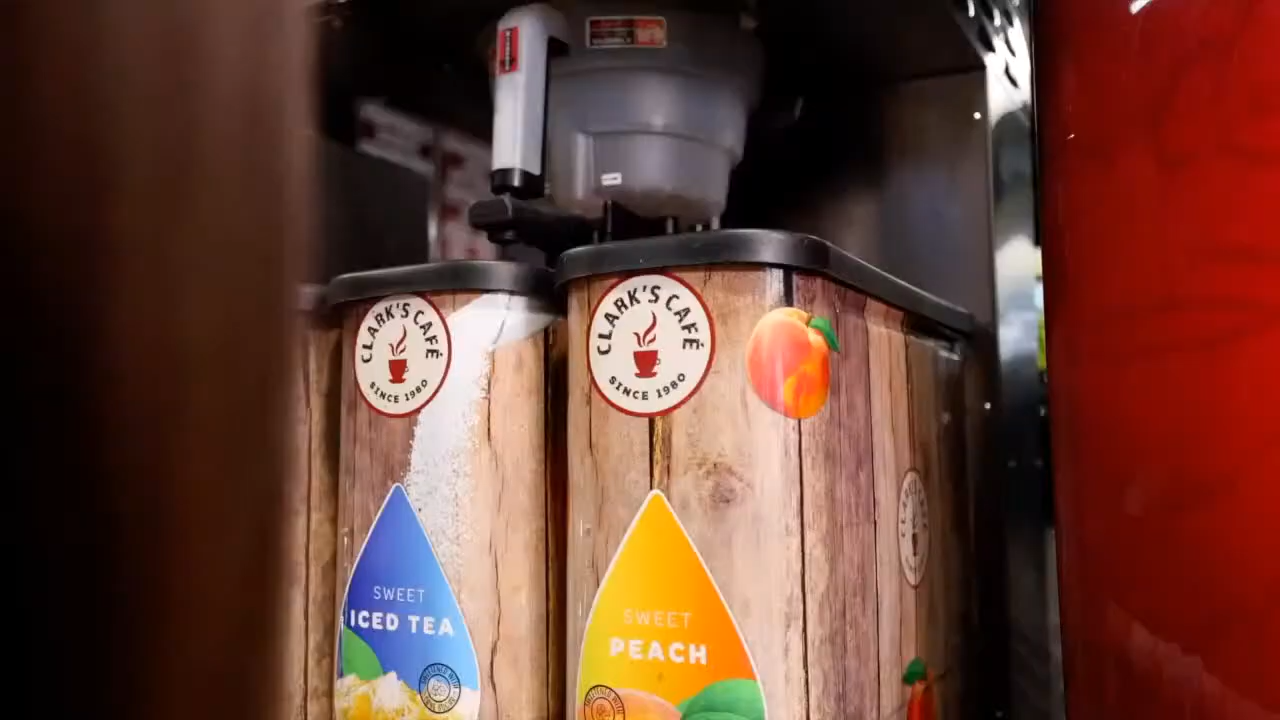 CLARK'S CAFÉ
SINCE 1980
SWEET
ICED TEA
CLARK'S CAFÉ
SINCE 1980
SWEET
PEACH